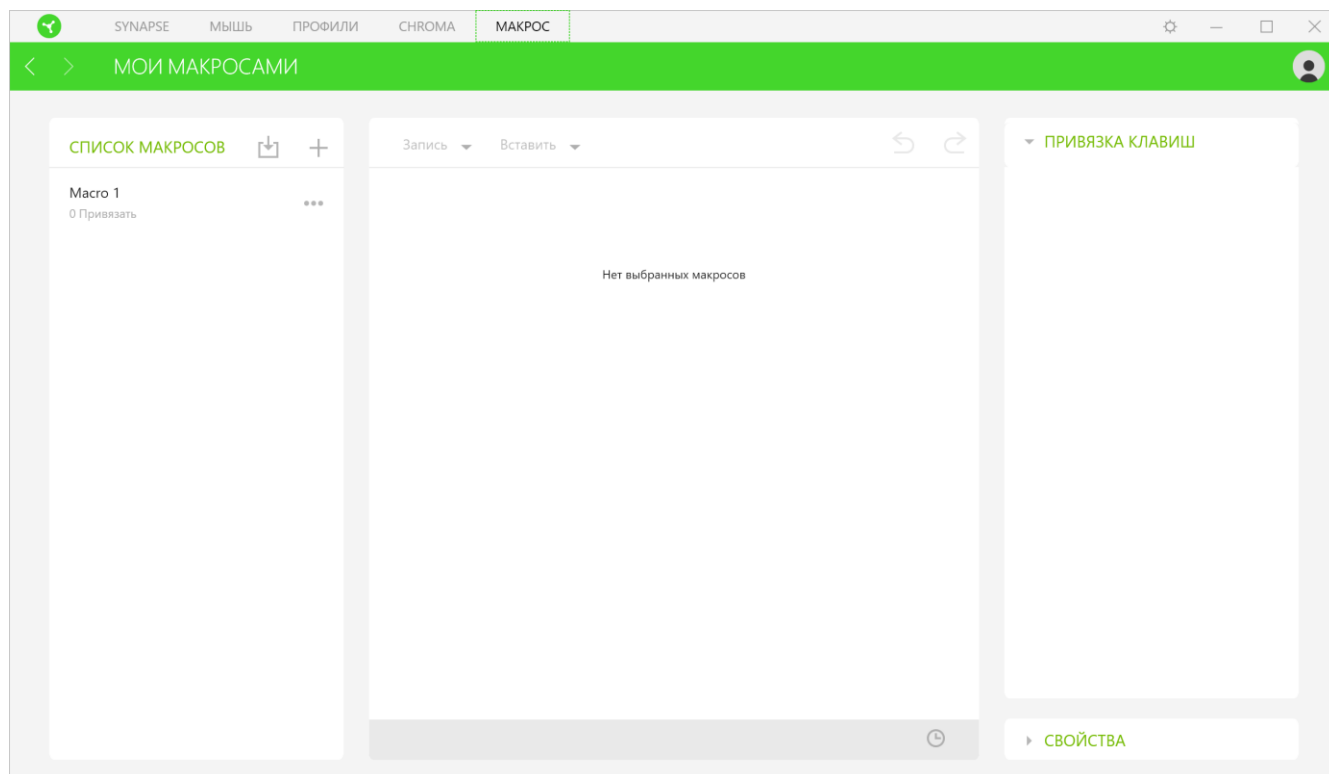 SYNAPSE МЫШЬ ПРОФИЛИ CHROMA МАКРОС
МОИ МАКРОСАМИ
СПИСОК МАКРОСОВ
Macro 1
0 Привязать
Запись Вставить
Нет выбранных макросов
ПРИВЯЗКА КЛАВИШ
СВОЙСТВА